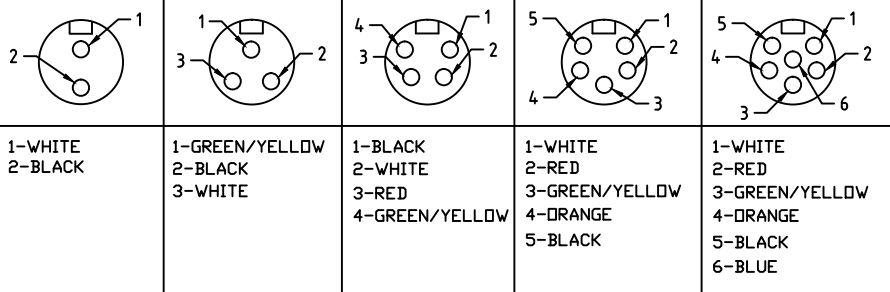 1
2
1
3
2
4
1
3
2
5
1
2
4
3
5
1
4
2
3
6
1-WHITE
2-BLACK
1-GREEN/YELLOW
2-BLACK
3-WHITE
1-BLACK
2-WHITE
3-RED
4-GREEN/YELLOW
1-WHITE
2-RED
3-GREEN/YELLOW
4-ORANGE
5-BLACK
1-WHITE
2-RED
3-GREEN/YELLOW
4-ORANGE
5-BLACK
6-BLUE